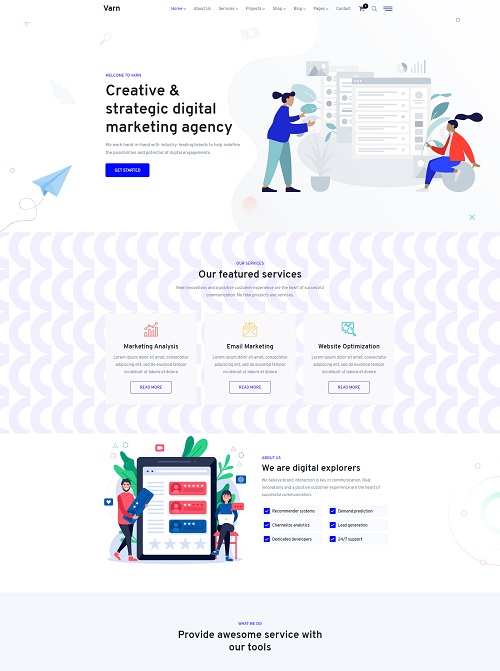 Varn
Home About Us Services Projects Shop Blog Pages Contact
WELCOME TO VARN
Creative &
strategic digital
marketing agency
We work hand-in-hand with industry-leading brands to help redefine
the possibilities and potential of digital engagements.
GET STARTED
OUR SERVICES
Our featured services
Real innovations and a positive customer experience are the heart of successful
communication. No fake products and services.
Marketing Analysis
Lorem ipsum dolor sit amet, consectetur
adipiscing elit, sed do eiusmod tempor
incididunt ut labore et dolore
READ MORE
Email Marketing
Lorem ipsum dolor sit amet, consectetur
adipiscing elit, sed do eiusmod tempor
incididunt ut labore et dolore
READ MORE
Website Optimization
Lorem ipsum dolor sit amet, consectetur
adipiscing elit, sed do eiusmod tempor
incididunt ut labore et dolore
READ MORE
ABOUT US
We are digital explorers
We believe brand interaction is key in communication. Real
innovations and a positive customer experience are the heart of
successful communication.
Recommender systems
Demand prediction
Channelize analytics
Lead generation
Dedicated developers
24/7 support
WHAT WE DO
Provide awesome service with
our tools